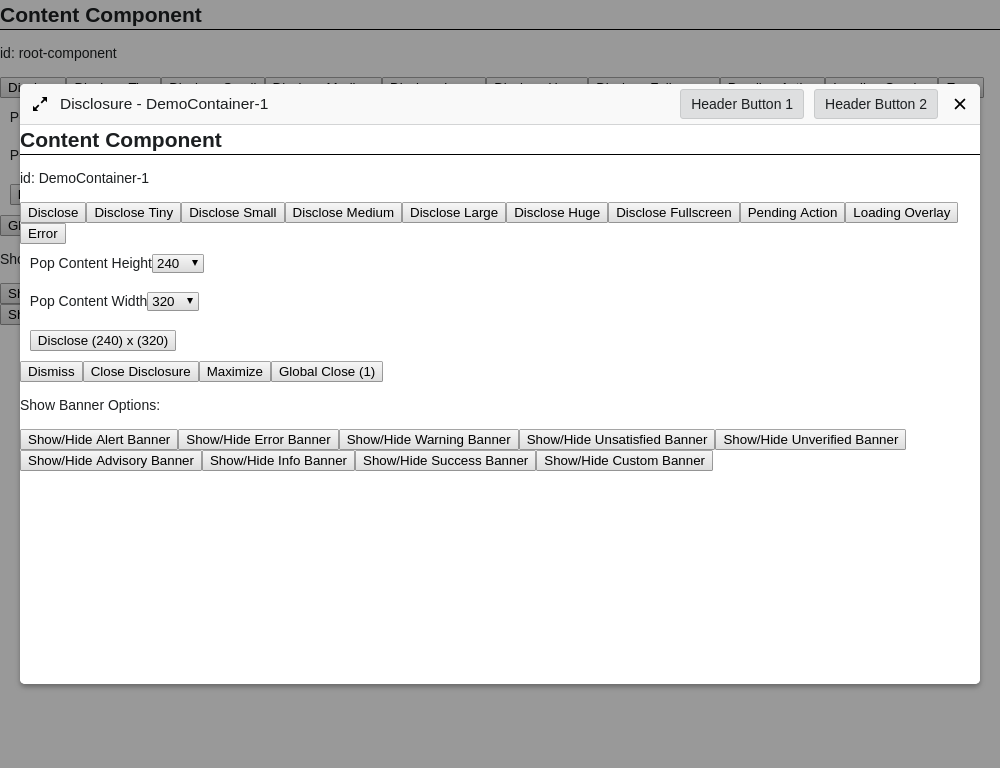 Content Component
id: root-component
Disclosure - DemoContainer-1 Header Button 1 Header Button 2
Content Component
id: DemoContainer-1
Disclose Disclose Tiny Disclose Small Disclose Medium Disclose Large Disclose Huge Disclose Fullscreen Pending Action Loading Overlay
Error
Pop Content Height 240
Pop Content Width 320
Disclose (240) x (320)
Dismiss Close Disclosure Maximize Global Close (1)
Show Banner Options:
Show/Hide Alert Banner Show/Hide Error Banner Show/Hide Warning Banner Show/Hide Unsatisfied Banner Show/Hide Unverified Banner
Show/Hide Advisory Banner Show/Hide Info Banner Show/Hide Success Banner Show/Hide Custom Banner